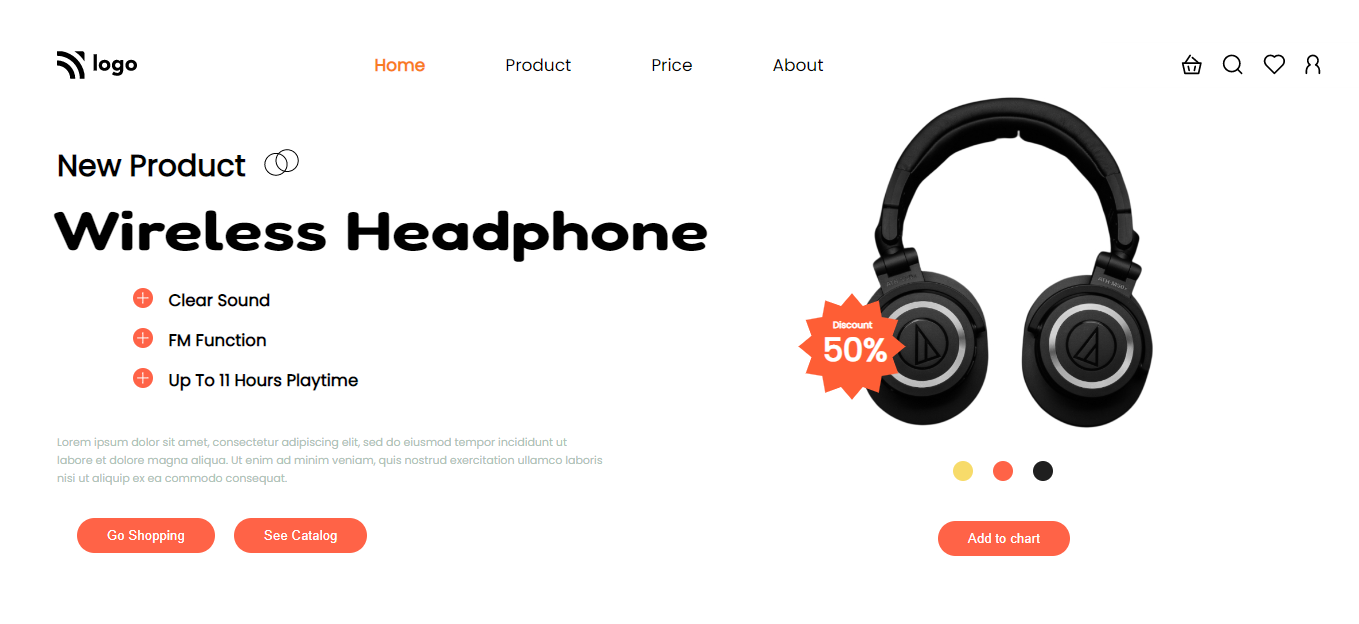 logo
Home
Product
Price
About
New Product
Wireless Headphone
Clear Sound
FM Function
Up To 11 Hours Playtime
Discount
50%
Lorem ipsum dolor sit amet, consectetur adipiscing elit, sed do eiusmod tempor incididunt ut
labore et dolore magna aliqua. Ut enim ad minim veniam, quis nostrud exercitation ullamco laboris
nisi ut aliquip ex ea commodo consequat.
Go Shopping
See Catalog
Add to chart